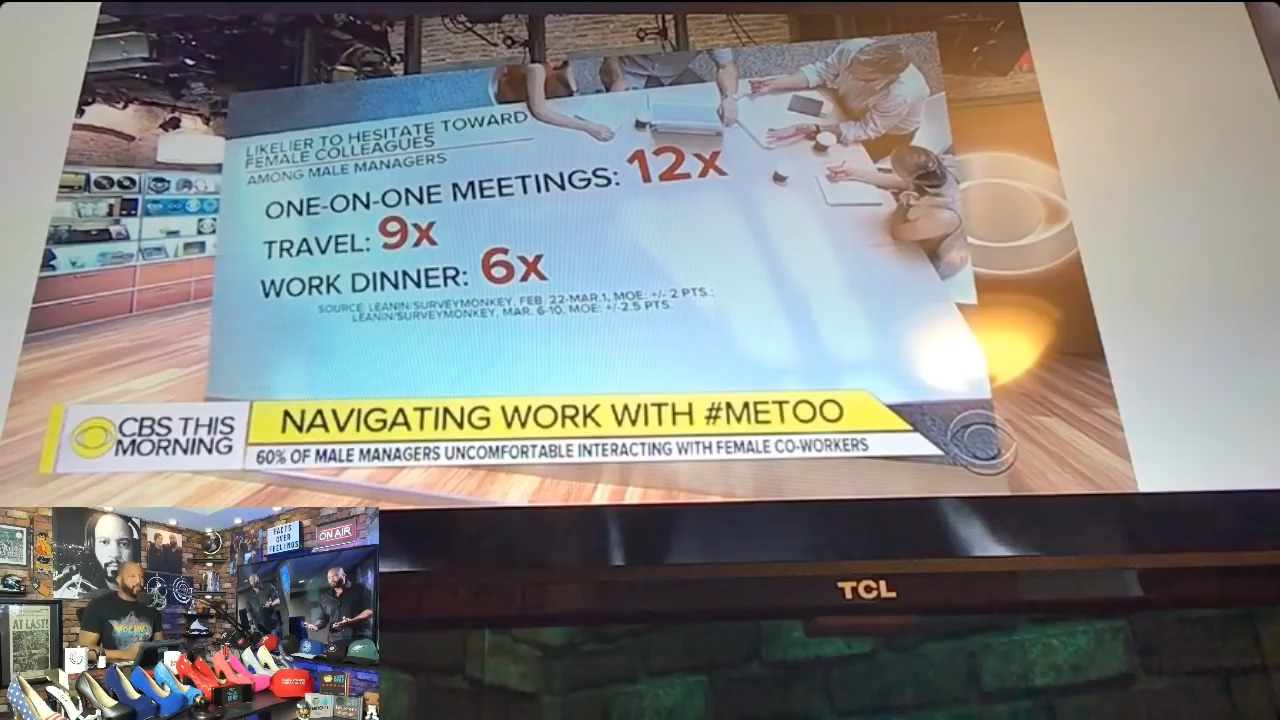 LIKELIER TO HESITATE TOWARD
FEMALE COLLEAGUES
AMONG MALE MANAGERS
ONE-ON-ONE MEETINGS: 12x
TRAVEL: 9x
WORK DINNER: 6x
SOURCE: LEANIN/SURVEYMONKEY, FEB. 22-MAR.1, MOE: +/- 2 PTS.;
LEANIN/SURVEYMONKEY, MAR. 6-10, MOE: +/-2.5 PTS.
CBS THIS
MORNING
NAVIGATING WORK WITH #METOO
60% OF MALE MANAGERS UNCOMFORTABLE INTERACTING WITH FEMALE CO-WORKERS
TCL
FACTS
OVER
FEELINGS
ON AIR
AT LAST!